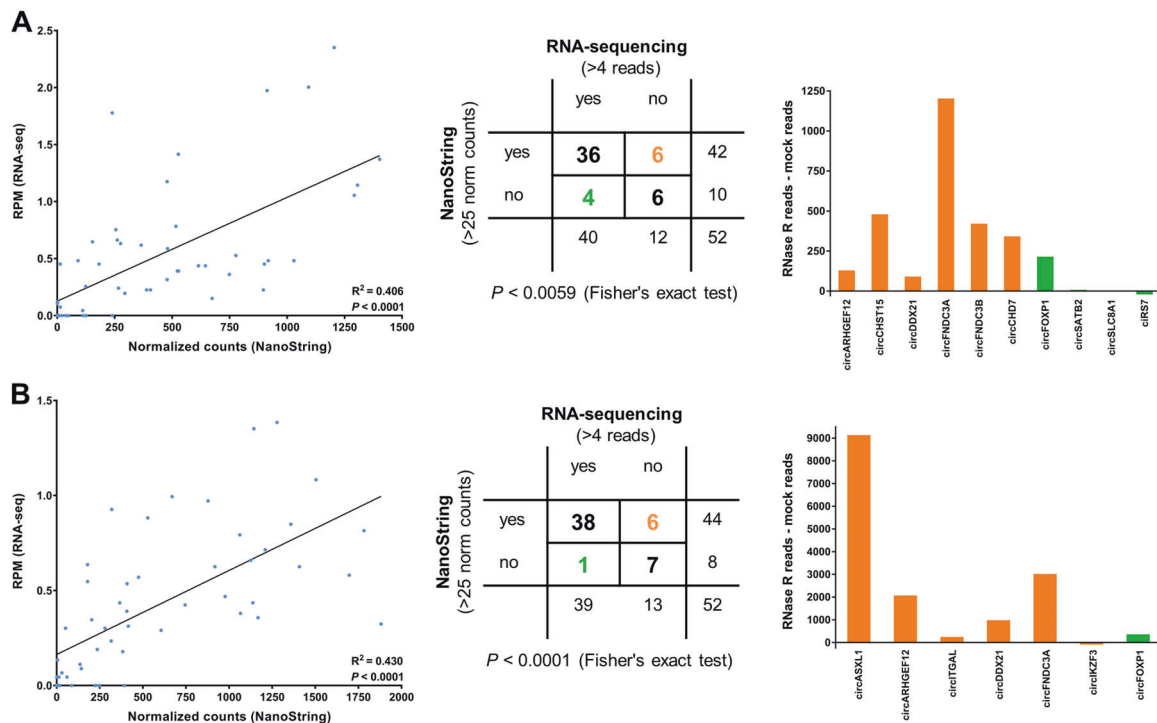 A
RPM (RNA-seq)
2.5
2.0
1.5
1.0
0.5
0.0
0
250
500
750
1000
1250
1500
Normalized counts (NanoString)
R² = 0.406
P < 0.0001
RNA-sequencing
(>4 reads)
yes
no
NanoString
(>25 norm counts)
yes
36
6
42
no
4
6
10
40
12
52
P < 0.0059 (Fisher's exact test)
RNase R reads - mock reads
1250
1000
750
500
250
0
circARHGEF12
circCHST15
circDDX21
circFNDC3A
circFNDC3B
circCHD7
circFOXP1
circSATB2
circSLC8A1
ciRS7
B
RPM (RNA-seq)
1.5
1.0
0.5
0.0
0
250
500
750
1000
1250
1500
1750
2000
Normalized counts (NanoString)
R² = 0.430
P < 0.0001
RNA-sequencing
(>4 reads)
yes
no
NanoString
(>25 norm counts)
yes
38
6
44
no
1
7
8
39
13
52
P < 0.0001 (Fisher's exact test)
RNase R reads - mock reads
9000
8000
7000
6000
5000
4000
3000
2000
1000
0
circASXL1
circARHGEF12
circITGAL
circDDX21
circFNDC3A
circIKZF3
circFOXP1